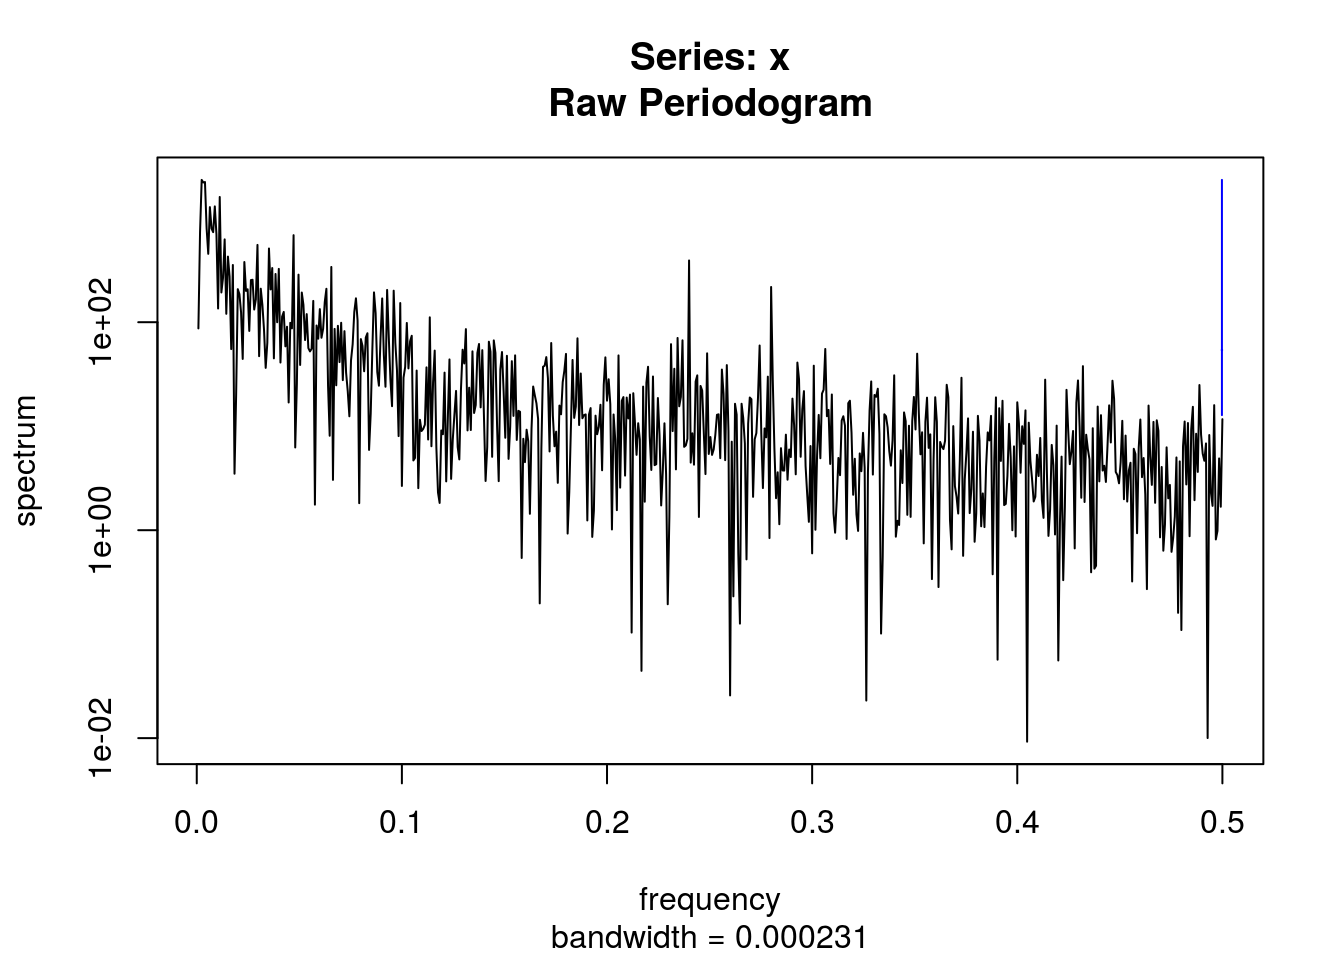 Series: x
Raw Periodogram
spectrum
1e+02
1e+00
1e-02
0.0 0.1 0.2 0.3 0.4 0.5
frequency
bandwidth = 0.000231